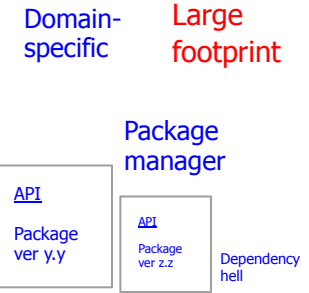 Domain-
specific
Large
footprint
Package
manager
API
Package
ver y.y
API
Package
ver z.z
Dependency
hell